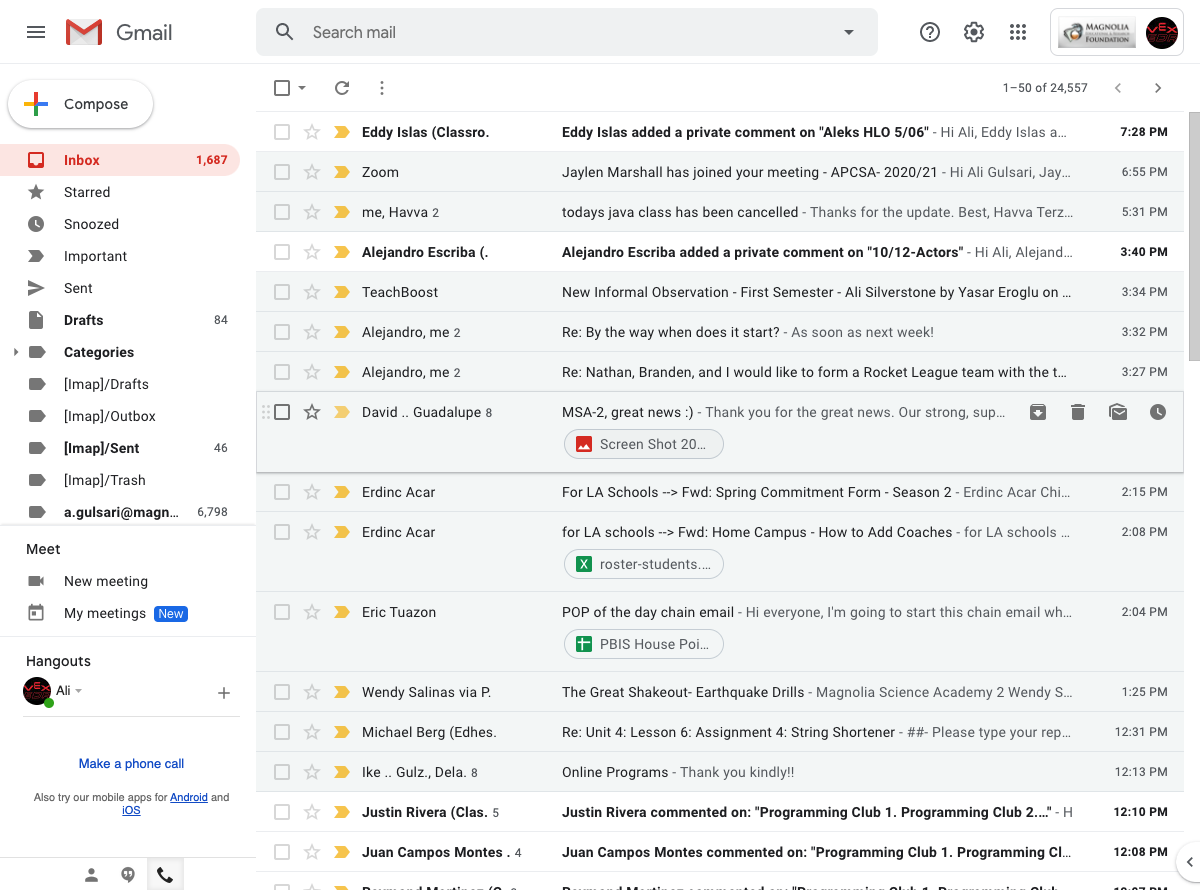 Gmail
Search mail
MAGNOLIA
FOUNDATION
Compose
1–50 of 24,557
Inbox 1,687
Starred
Snoozed
Important
Sent
Drafts 84
Categories
[Imap]/Drafts
[Imap]/Outbox
[Imap]/Sent 46
[Imap]/Trash
a.gulsari@magn... 6,798
Meet
New meeting
My meetings New
Hangouts
Ali
Make a phone call
Also try our mobile apps for Android and
iOS
Eddy Islas (Classro. Eddy Islas added a private comment on "Aleks HLO 5/06" - Hi Ali, Eddy Islas a... 7:28 PM
Zoom Jaylen Marshall has joined your meeting - APCSA- 2020/21 - Hi Ali Gulsari, Jay... 6:55 PM
me, Havva 2 todays java class has been cancelled - Thanks for the update. Best, Havva Terz... 5:31 PM
Alejandro Escriba (. Alejandro Escriba added a private comment on "10/12-Actors" - Hi Ali, Alejand... 3:40 PM
TeachBoost New Informal Observation - First Semester - Ali Silverstone by Yasar Eroglu on ... 3:34 PM
Alejandro, me 2 Re: By the way when does it start? - As soon as next week! 3:32 PM
Alejandro, me 2 Re: Nathan, Branden, and I would like to form a Rocket League team with the t... 3:27 PM
David .. Guadalupe 8 MSA-2, great news :) - Thank you for the great news. Our strong, sup...
Screen Shot 20...
Erdinc Acar For LA Schools --> Fwd: Spring Commitment Form - Season 2 - Erdinc Acar Chi... 2:15 PM
Erdinc Acar for LA schools --> Fwd: Home Campus - How to Add Coaches - for LA schools ... 2:08 PM
X roster-students....
Eric Tuazon POP of the day chain email - Hi everyone, I'm going to start this chain email wh... 2:04 PM
PBIS House Poi...
Wendy Salinas via P. The Great Shakeout- Earthquake Drills - Magnolia Science Academy 2 Wendy S... 1:25 PM
Michael Berg (Edhes. Re: Unit 4: Lesson 6: Assignment 4: String Shortener - ##- Please type your rep... 12:31 PM
Ike .. Gulz., Dela. 8 Online Programs - Thank you kindly!! 12:13 PM
Justin Rivera (Clas. 5 Justin Rivera commented on: "Programming Club 1. Programming Club 2...." - H 12:10 PM
Juan Campos Montes . 4 Juan Campos Montes commented on: "Programming Club 1. Programming Cl... 12:08 PM